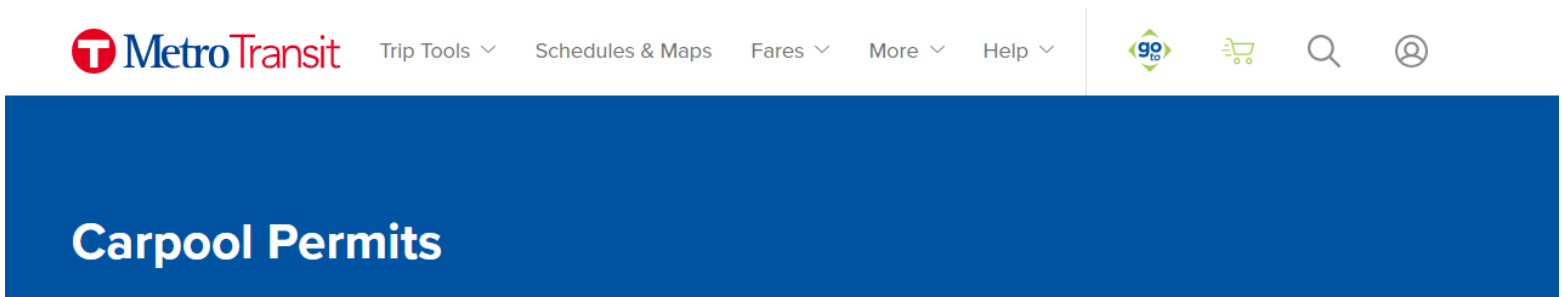 T MetroTransit Trip Tools Schedules & Maps Fares More Help go to
Carpool Permits